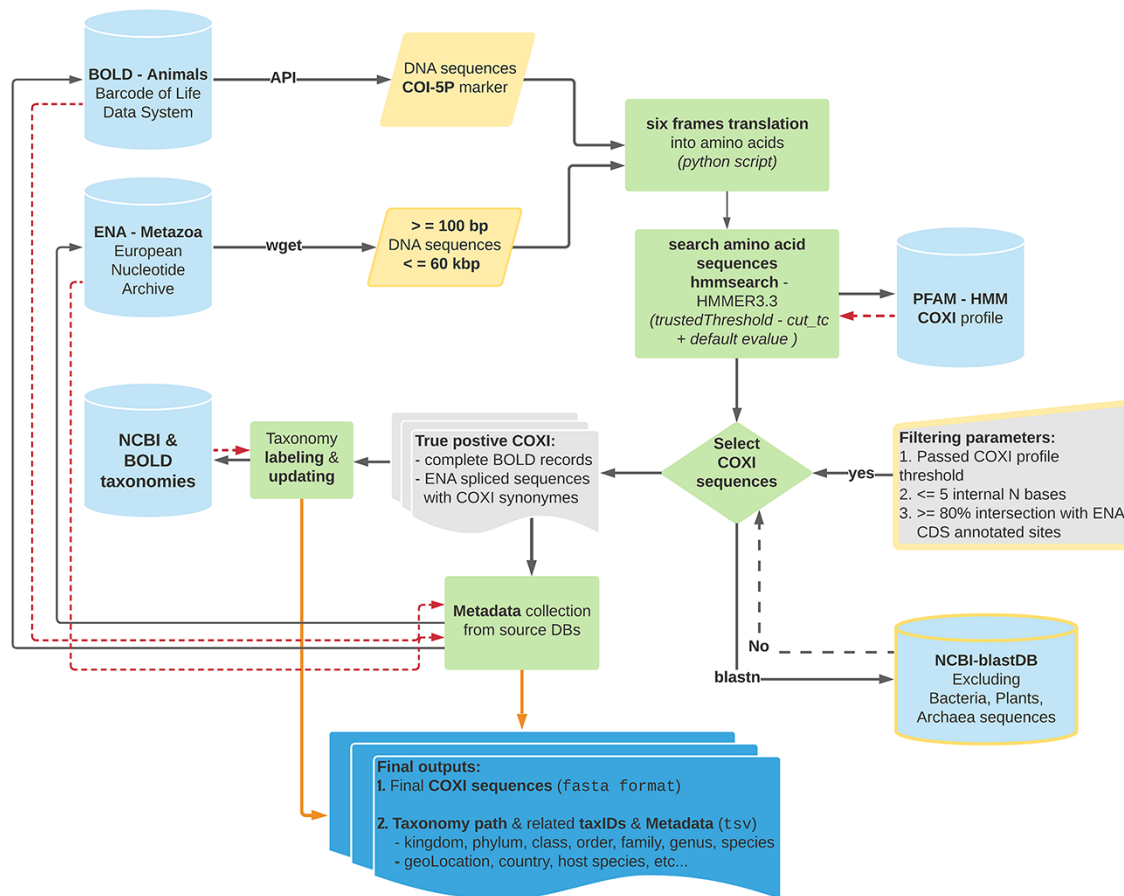 BOLD - Animals
Barcode of Life
Data System
API
DNA sequences
COI-5P marker
six frames translation
into amino acids
(python script)
ENA - Metazoa
European
Nucleotide
Archive
wget
> = 100 bp
DNA sequences
< = 60 kbp
search amino acid
sequences
hmmsearch -
HMMER3.3
(trustedThreshold - cut_tc
+ default evalue )
PFAM - HMM
COXI profile
NCBI &
BOLD
taxonomies
Taxonomy
labeling &
updating
True postive COXI:
- complete BOLD records
- ENA spliced sequences
with COXI synonymes
Select
COXI
sequences
yes
Filtering parameters:
1. Passed COXI profile
threshold
2. <= 5 internal N bases
3. >= 80% intersection with ENA
CDS annotated sites
Metadata collection
from source DBs
No
blastn
NCBI-blastDB
Excluding
Bacteria, Plants,
Archaea sequences
Final outputs:
1. Final COXI sequences (fasta format)
2. Taxonomy path & related taxIDs & Metadata (tsv)
- kingdom, phylum, class, order, family, genus, species
- geoLocation, country, host species, etc...